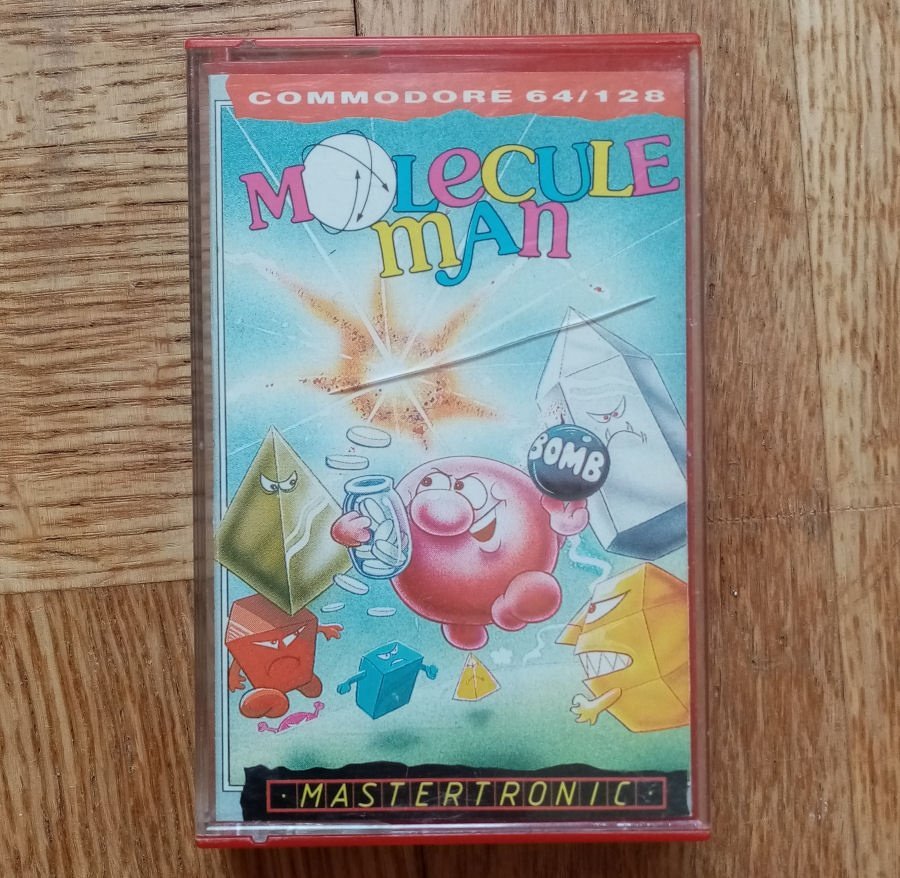 COMMODORE 64/128
MOLECULE
MAN
BOMB
· MASTERTRONIC ·